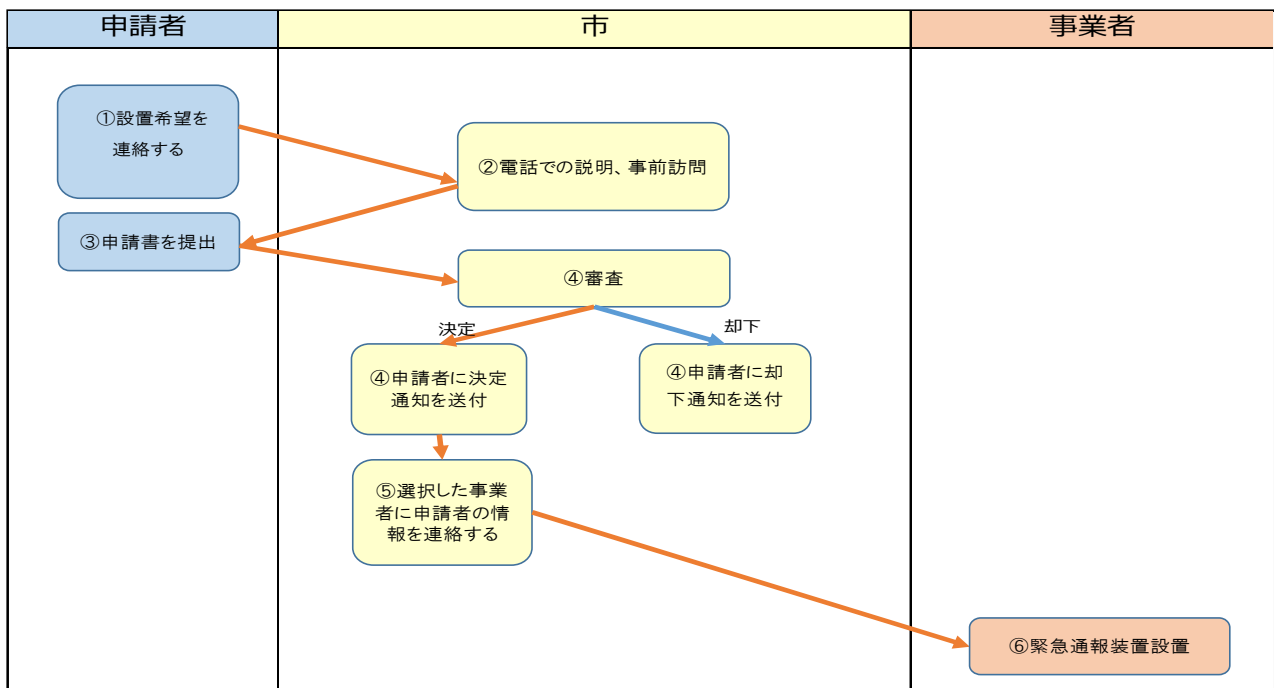 申請者
市
事業者
①設置希望を
連絡する
②電話での説明、事前訪問
③申請書を提出
④審査
決定
却下
④申請者に決定
通知を送付
④申請者に却
下通知を送付
⑤選択した事業
者に申請者の情
報を連絡する
⑥緊急通報装置設置